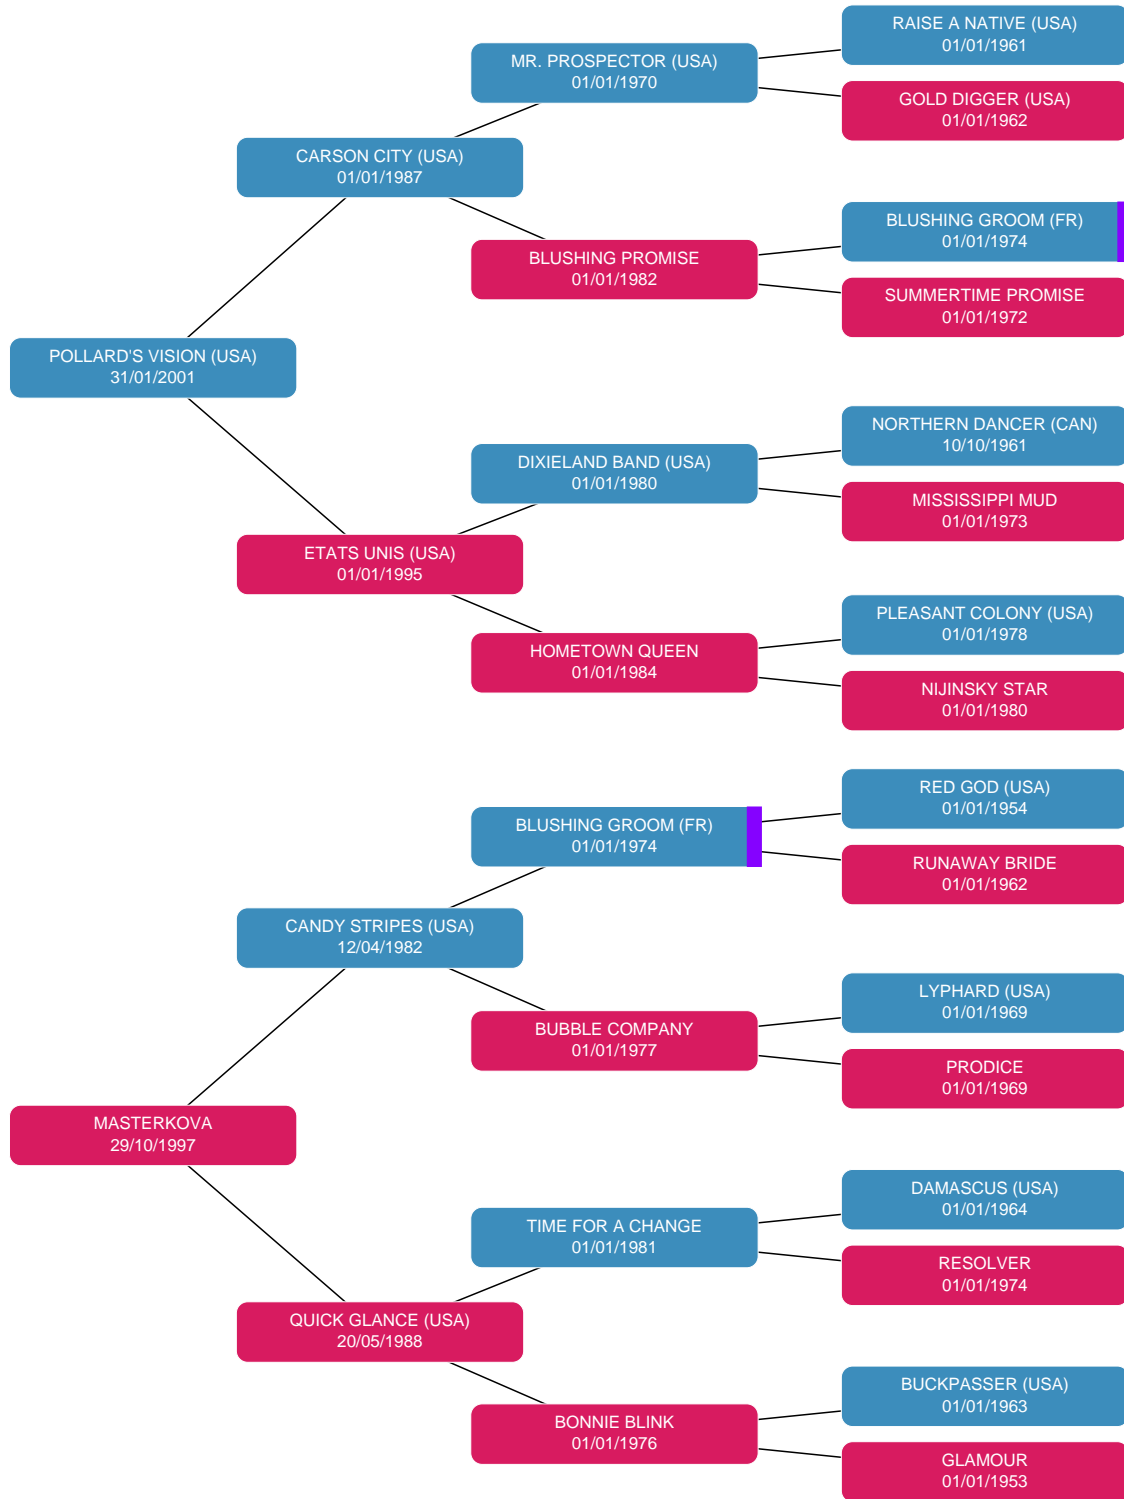 RAISE A NATIVE (USA)
01/01/1961
MR. PROSPECTOR (USA)
01/01/1970
GOLD DIGGER (USA)
01/01/1962
CARSON CITY (USA)
01/01/1987
BLUSHING GROOM (FR)
01/01/1974
BLUSHING PROMISE
01/01/1982
SUMMERTIME PROMISE
01/01/1972
POLLARD'S VISION (USA)
31/01/2001
NORTHERN DANCER (CAN)
10/10/1961
DIXIELAND BAND (USA)
01/01/1980
MISSISSIPPI MUD
01/01/1973
ETATS UNIS (USA)
01/01/1995
PLEASANT COLONY (USA)
01/01/1978
HOMETOWN QUEEN
01/01/1984
NIJINSKY STAR
01/01/1980
RED GOD (USA)
01/01/1954
BLUSHING GROOM (FR)
01/01/1974
RUNAWAY BRIDE
01/01/1962
CANDY STRIPES (USA)
12/04/1982
LYPHARD (USA)
01/01/1969
BUBBLE COMPANY
01/01/1977
PRODICE
01/01/1969
MASTERKOVA
29/10/1997
DAMASCUS (USA)
01/01/1964
TIME FOR A CHANGE
01/01/1981
RESOLVER
01/01/1974
QUICK GLANCE (USA)
20/05/1988
BUCKPASSER (USA)
01/01/1963
BONNIE BLINK
01/01/1976
GLAMOUR
01/01/1953